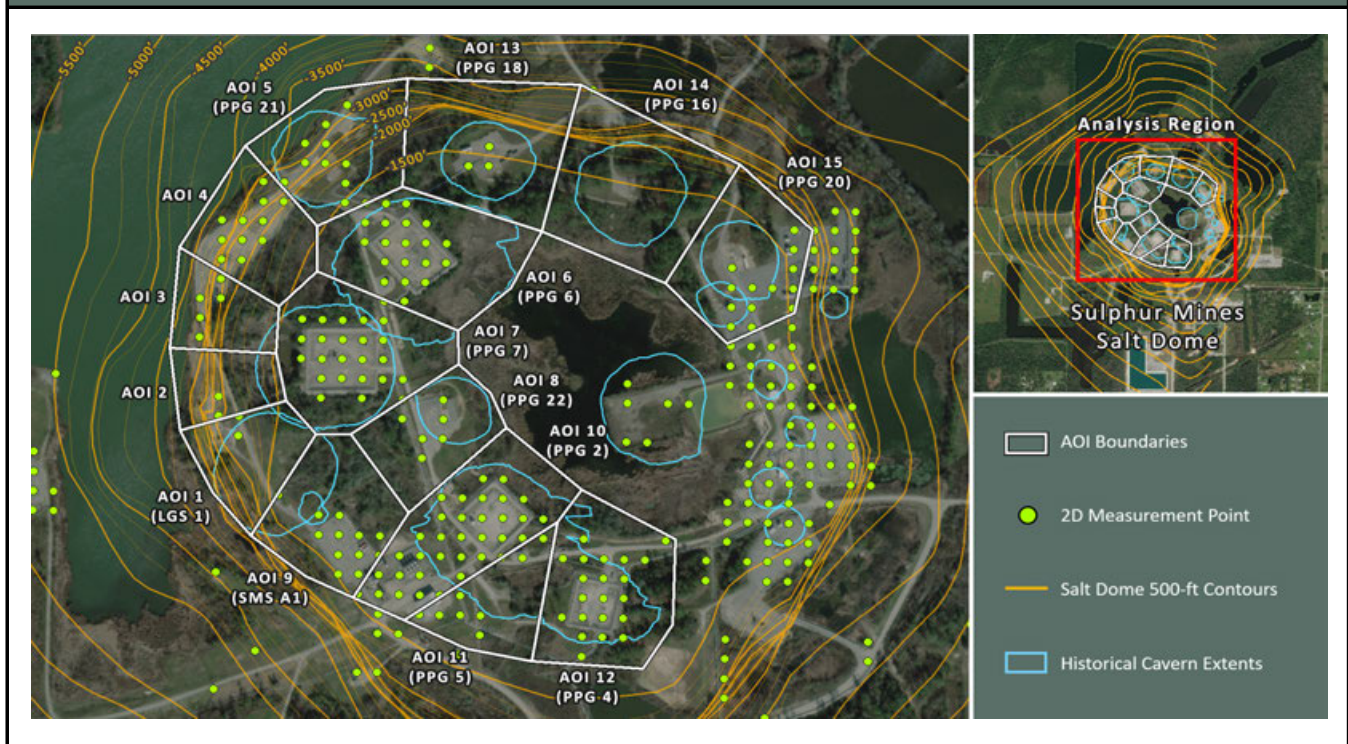 -5500'
-5000'
-4500'
-4000'
-3500'
-3000'
-2500'
-2000'
-1500'
AOI 13
(PPG 18)
AOI 5
(PPG 21)
AOI 14
(PPG 16)
AOI 15
(PPG 20)
AOI 4
AOI 3
AOI 6
(PPG 6)
AOI 7
(PPG 7)
AOI 2
AOI 8
(PPG 22)
AOI 10
(PPG 2)
AOI 1
(LGS 1)
AOI 9
(SMS A1)
AOI 11
(PPG 5)
AOI 12
(PPG 4)
Analysis Region
Sulphur Mines
Salt Dome
AOI Boundaries
2D Measurement Point
Salt Dome 500-ft Contours
Historical Cavern Extents